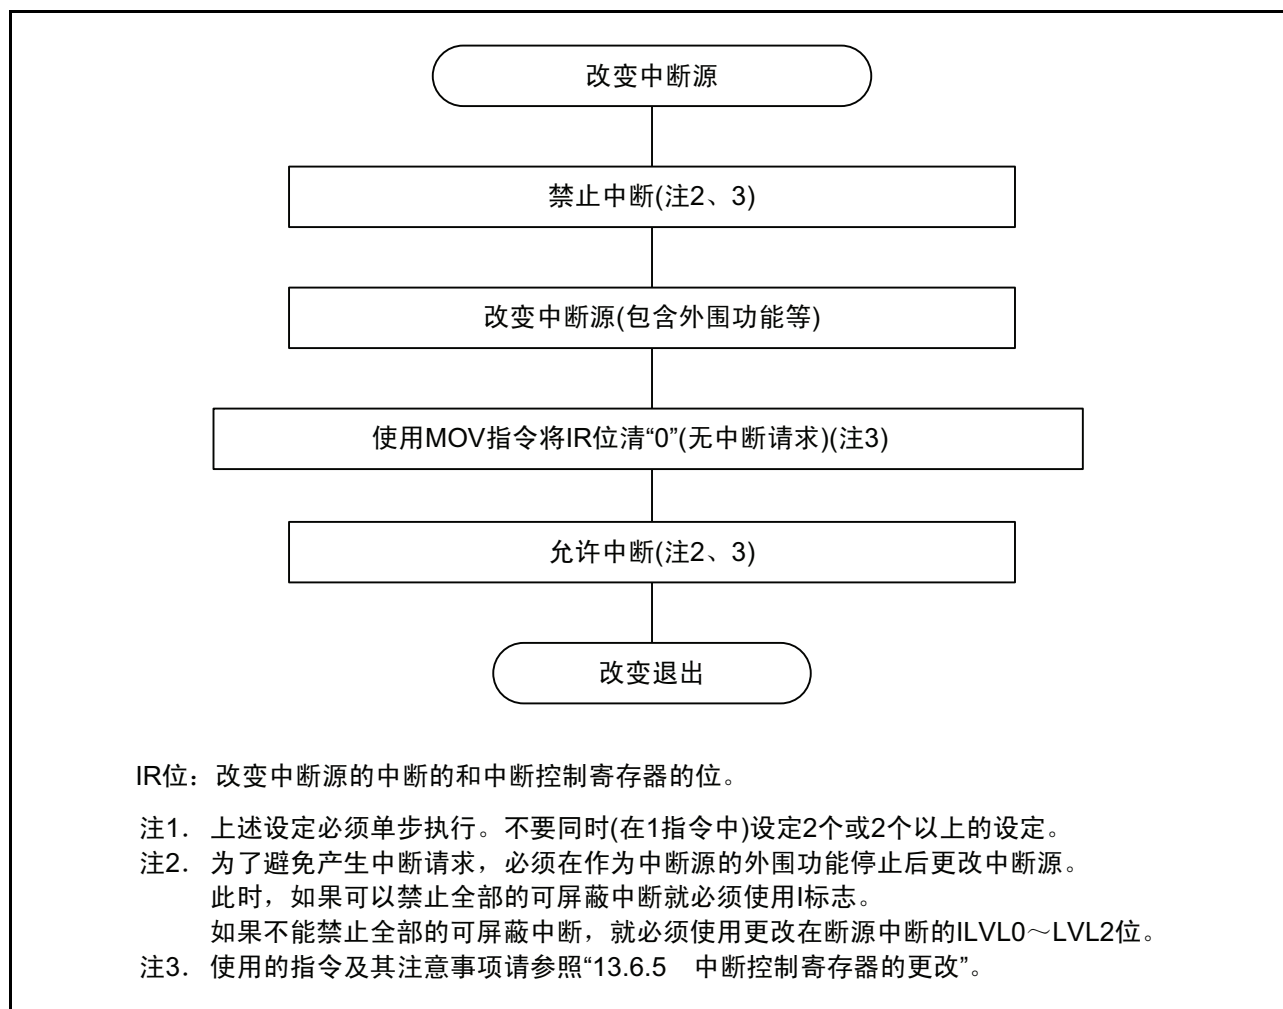 改变中断源
禁止中断(注2、3)
改变中断源(包含外围功能等)
使用MOV指令将IR位清“0”(无中断请求)(注3)
允许中断(注2、3)
改变退出
IR位：改变中断源的中断的和中断控制寄存器的位。
注1． 上述设定必须单步执行。不要同时(在1指令中)设定2个或2个以上的设定。
注2． 为了避免产生中断请求，必须在作为中断源的外围功能停止后更改中断源。
此时，如果可以禁止全部的可屏蔽中断就必须使用I标志。
如果不能禁止全部的可屏蔽中断，就必须使用更改在断源中断的ILVL0～LVL2位。
注3． 使用的指令及其注意事项请参照“13.6.5　中断控制寄存器的更改”。